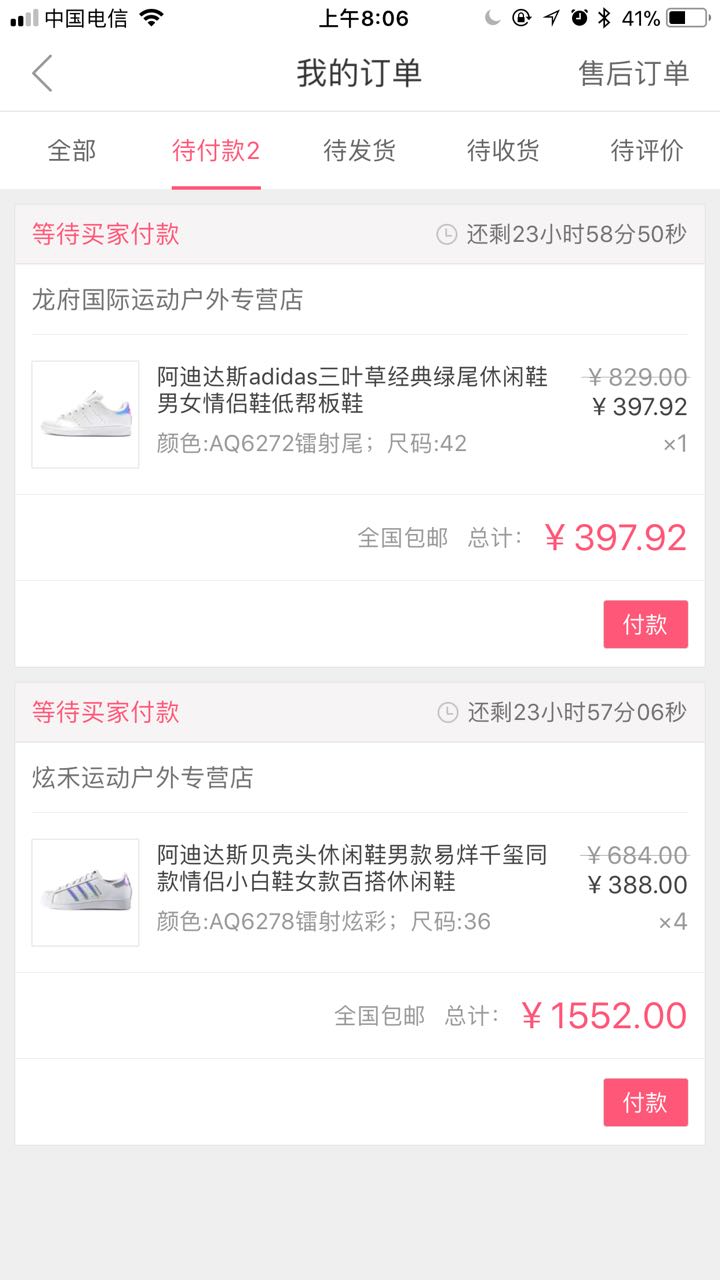 中国电信
上午8:06
41%
我的订单
售后订单
全部
待付款2
待发货
待收货
待评价
等待买家付款
还剩23小时58分50秒
龙府国际运动户外专营店
阿迪达斯adidas三叶草经典绿尾休闲鞋
¥829.00
男女情侣鞋低帮板鞋
¥397.92
颜色:AQ6272镭射尾；尺码:42
×1
全国包邮 总计：¥397.92
付款
等待买家付款
还剩23小时57分06秒
炫禾运动户外专营店
阿迪达斯贝壳头休闲鞋男款易烊千玺同
¥684.00
款情侣小白鞋女款百搭休闲鞋
¥388.00
颜色:AQ6278镭射炫彩；尺码:36
×4
全国包邮 总计：¥1552.00
付款